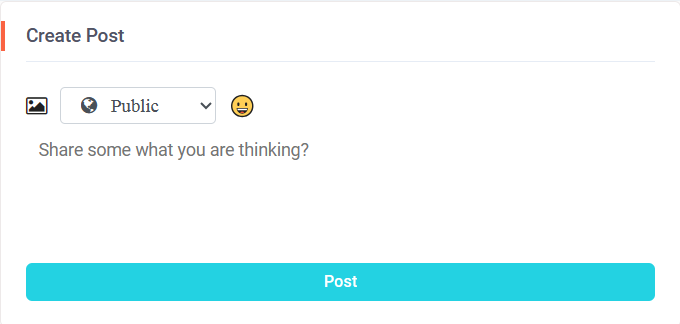 Create Post
Public
Share some what you are thinking?
Post